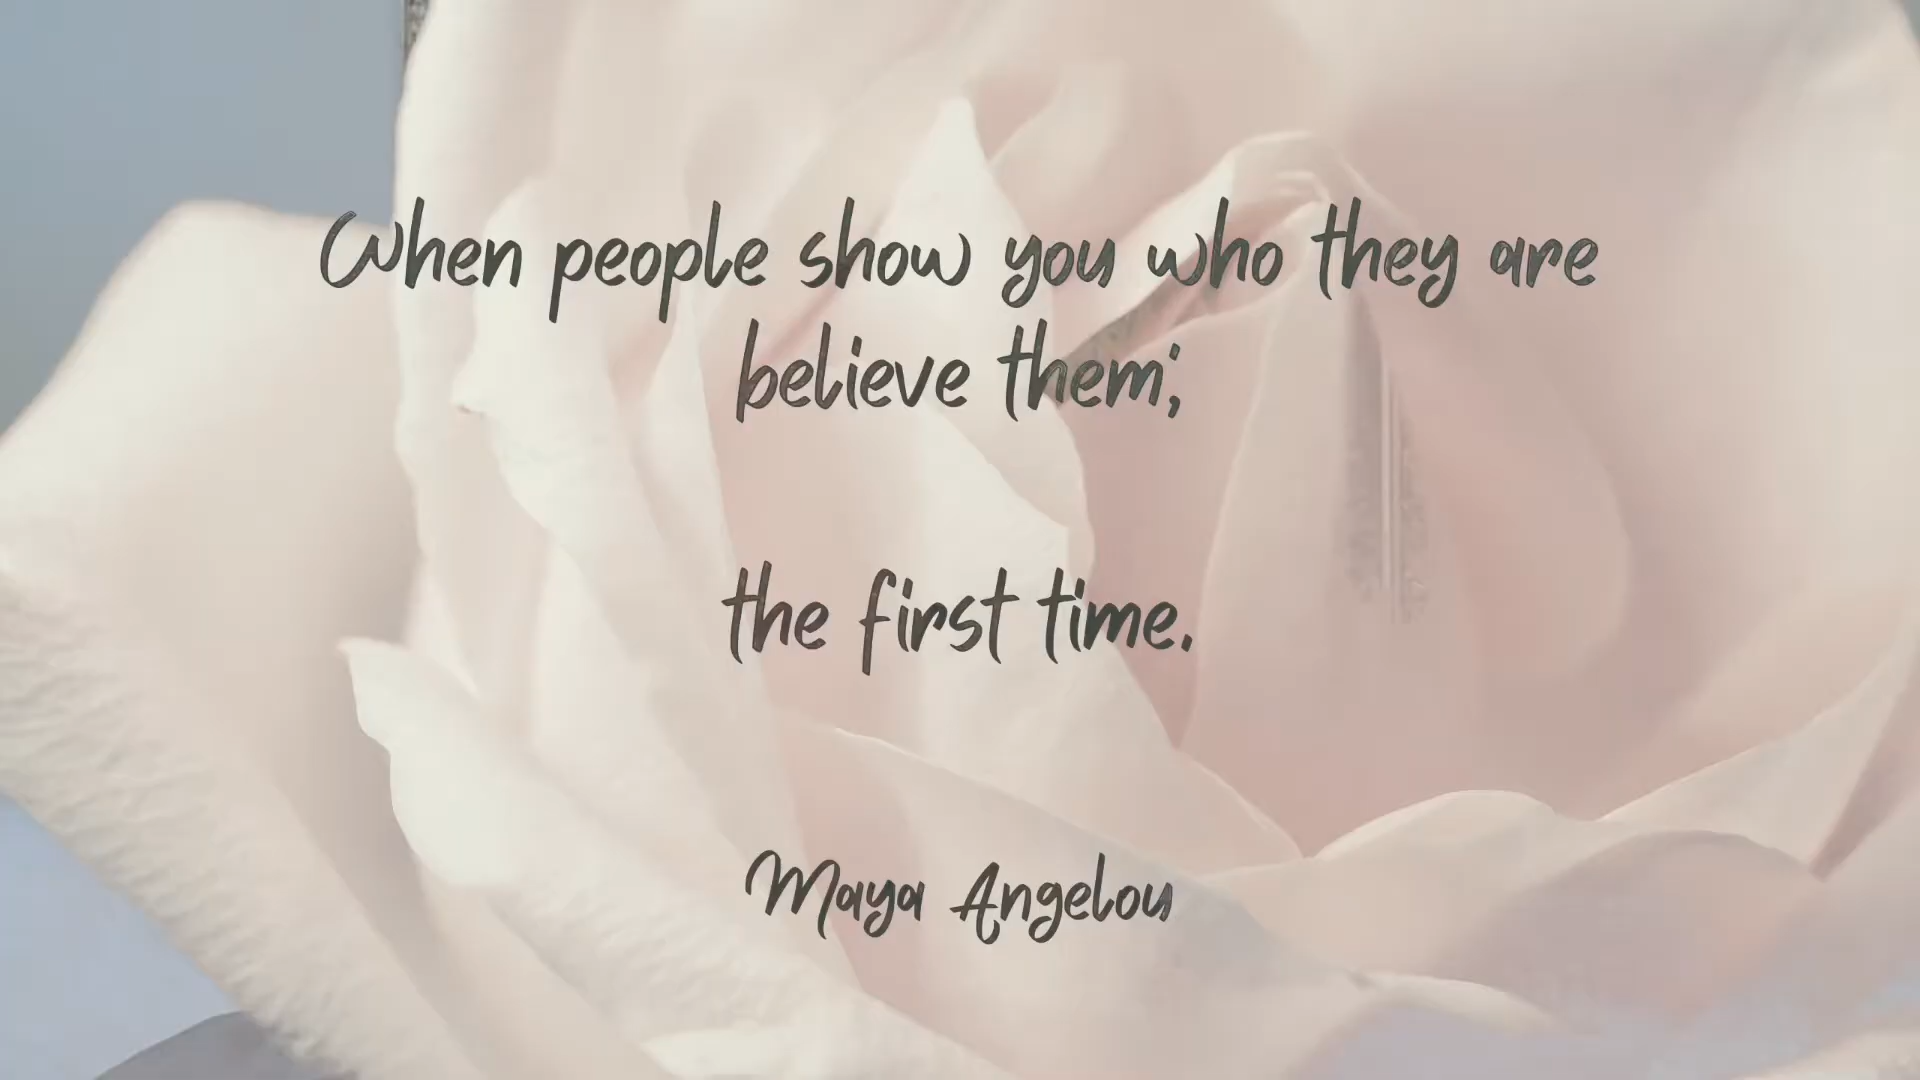 When people show you who they are
believe them;
the first time.
Maya Angelou